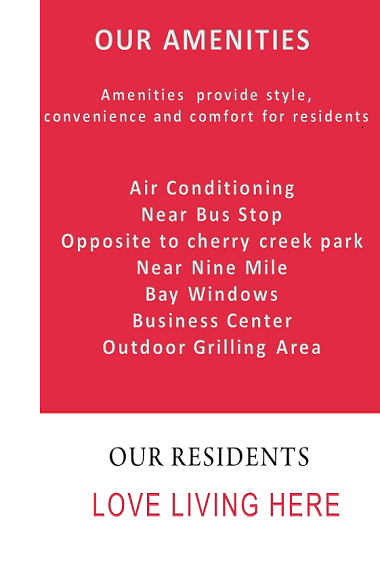 OUR AMENITIES
Amenities provide style,
convenience and comfort for residents
Air Conditioning
Near Bus Stop
Opposite to cherry creek park
Near Nine Mile
Bay Windows
Business Center
Outdoor Grilling Area
OUR RESIDENTS
LOVE LIVING HERE